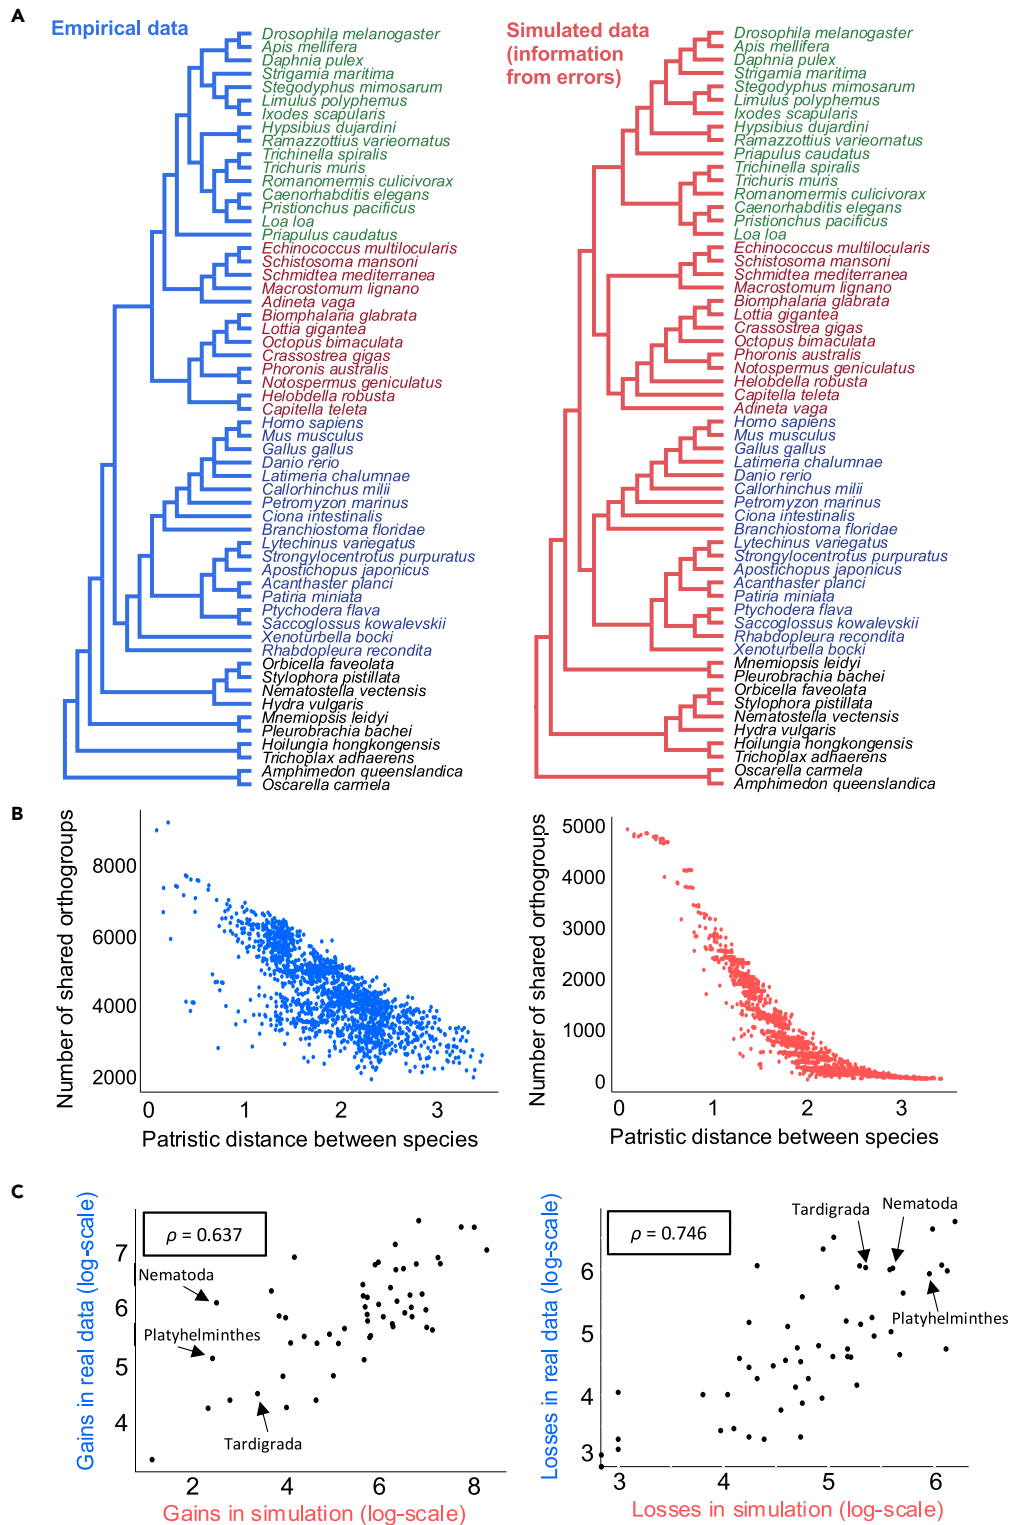 A
Empirical data
Drosophila melanogaster
Apis mellifera
Daphnia pulex
Strigamia maritima
Stegodyphus mimosarum
Limulus polyphemus
Ixodes scapularis
Hypsibius dujardini
Ramazzottius varieornatus
Trichinella spiralis
Trichuris muris
Romanomermis culicivorax
Caenorhabditis elegans
Pristionchus pacificus
Loa loa
Priapulus caudatus
Echinococcus multilocularis
Schistosoma mansoni
Schmidtea mediterranea
Macrostomum lignano
Adineta vaga
Biomphalaria glabrata
Lottia gigantea
Octopus bimaculata
Crassostrea gigas
Phoronis australis
Notospermus geniculatus
Helobdella robusta
Capitella teleta
Homo sapiens
Mus musculus
Gallus gallus
Danio rerio
Latimeria chalumnae
Callorhinchus milii
Petromyzon marinus
Ciona intestinalis
Branchiostoma floridae
Lytechinus variegatus
Strongylocentrotus purpuratus
Apostichopus japonicus
Acanthaster planci
Patiria miniata
Ptychodera flava
Saccoglossus kowalevskii
Xenoturbella bocki
Rhabdopleura recondita
Orbicella faveolata
Stylophora pistillata
Nematostella vectensis
Hydra vulgaris
Mnemiopsis leidyi
Pleurobrachia bachei
Hoilungia hongkongensis
Trichoplax adhaerens
Amphimedon queenslandica
Oscarella carmela
Simulated data
(information
from errors)
Drosophila melanogaster
Apis mellifera
Daphnia pulex
Strigamia maritima
Stegodyphus mimosarum
Limulus polyphemus
Ixodes scapularis
Hypsibius dujardini
Ramazzottius varieornatus
Priapulus caudatus
Trichinella spiralis
Trichuris muris
Romanomermis culicivorax
Caenorhabditis elegans
Pristionchus pacificus
Loa loa
Echinococcus multilocularis
Schistosoma mansoni
Schmidtea mediterranea
Macrostomum lignano
Biomphalaria glabrata
Lottia gigantea
Crassostrea gigas
Octopus bimaculata
Phoronis australis
Notospermus geniculatus
Helobdella robusta
Capitella teleta
Adineta vaga
Homo sapiens
Mus musculus
Gallus gallus
Latimeria chalumnae
Danio rerio
Callorhinchus milii
Petromyzon marinus
Ciona intestinalis
Branchiostoma floridae
Lytechinus variegatus
Strongylocentrotus purpuratus
Apostichopus japonicus
Acanthaster planci
Patiria miniata
Ptychodera flava
Saccoglossus kowalevskii
Rhabdopleura recondita
Xenoturbella bocki
Mnemiopsis leidyi
Pleurobrachia bachei
Orbicella faveolata
Stylophora pistillata
Nematostella vectensis
Hydra vulgaris
Hoilungia hongkongensis
Trichoplax adhaerens
Oscarella carmela
Amphimedon queenslandica
B
Number of shared orthogroups
8000
6000
4000
2000
0 1 2 3
Patristic distance between species
Number of shared orthogroups
5000
4000
3000
2000
1000
0
0 1 2 3
Patristic distance between species
C
Gains in real data (log-scale)
ρ = 0.637
7
6
5
4
Nematoda
Platyhelminthes
Tardigrada
2 4 6 8
Gains in simulation (log-scale)
Losses in real data (log-scale)
ρ = 0.746
Tardigrada
Nematoda
Platyhelminthes
6
5
4
3
3 4 5 6
Losses in simulation (log-scale)